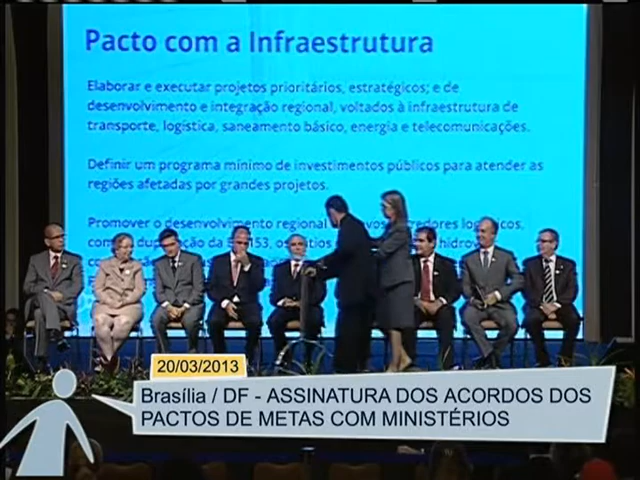 Pacto com a Infraestrutura
Elaborar e executar projetos prioritários, estratégicos; e de
desenvolvimento e integração regional, voltados à infraestrutura de
transporte, logística, saneamento básico, energia e telecomunicações.
Definir um programa mínimo de investimentos públicos para atender as
regiões afetadas por grandes projetos.
Promover o desenvolvimento regional
da
20/03/2013
Brasília / DF - ASSINATURA DOS ACORDOS DOS
PACTOS DE METAS COM MINISTÉRIOS